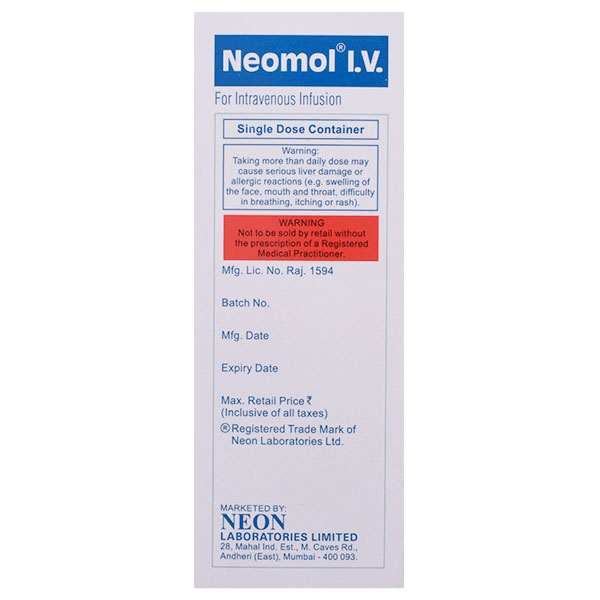 Neomol® I.V.
For Intravenous Infusion
Single Dose Container
Warning:
Taking more than daily dose may
cause serious liver damage or
allergic reactions (e.g. swelling of
the face, mouth and throat, difficulty
in breathing, itching or rash).
WARNING
Not to be sold by retail without
the prescription of a Registered
Medical Practitioner.
Mfg. Lic. No. Raj. 1594
Batch No.
Mfg. Date
Expiry Date
Max. Retail Price ₹
(Inclusive of all taxes)
® Registered Trade Mark of
Neon Laboratories Ltd.
MARKETED BY:
NEON
LABORATORIES LIMITED
28, Mahal Ind. Est., M. Caves Rd.,
Andheri (East), Mumbai - 400 093.